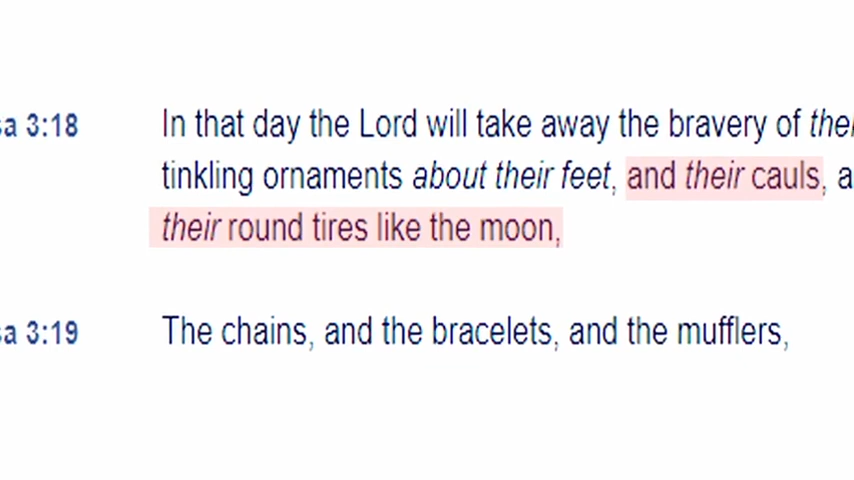 sa 3:18 In that day the Lord will take away the bravery of
tinkling ornaments about their feet, and their cauls,
their round tires like the moon,
sa 3:19 The chains, and the bracelets, and the mufflers,